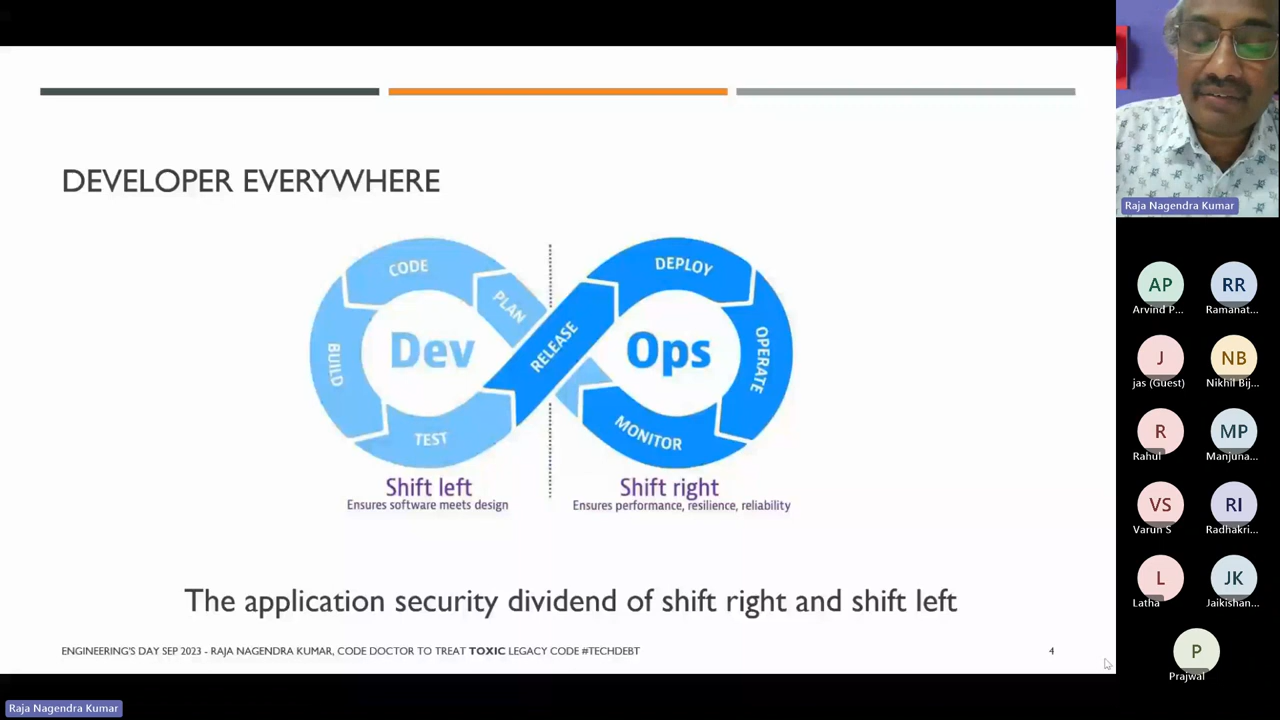 DEVELOPER EVERYWHERE
CODE
PLAN
BUILD
Dev
TEST
RELEASE
DEPLOY
OPERATE
Ops
MONITOR
Shift left
Ensures software meets design
Shift right
Ensures performance, resilience, reliability
The application security dividend of shift right and shift left
ENGINEERING'S DAY SEP 2023 - RAJA NAGENDRA KUMAR, CODE DOCTOR TO TREAT TOXIC LEGACY CODE #TECHDEBT
4
Raja Nagendra Kumar
AP
Arvind P...
RR
Ramanat...
J
jas (Guest)
NB
Nikhil Bij...
R
Rahul
MP
Manjuna...
VS
Varun S
RI
Radhakri...
L
Latha
JK
Jaikishan...
P
Prajwal
Raja Nagendra Kumar